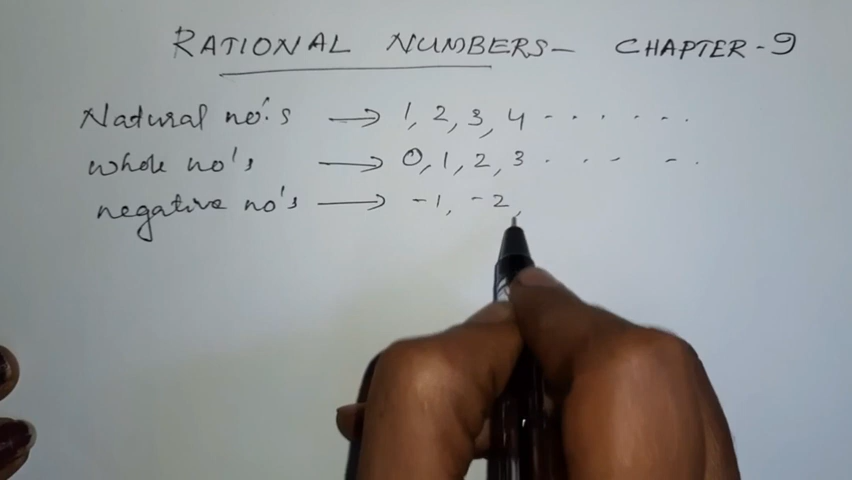 RATIONAL NUMBERS- CHAPTER-9
Natural no's → 1, 2, 3, 4 - . . . - - .
whole no's → 0, 1, 2, 3 . . . - - .
negative no's → -1, -2,